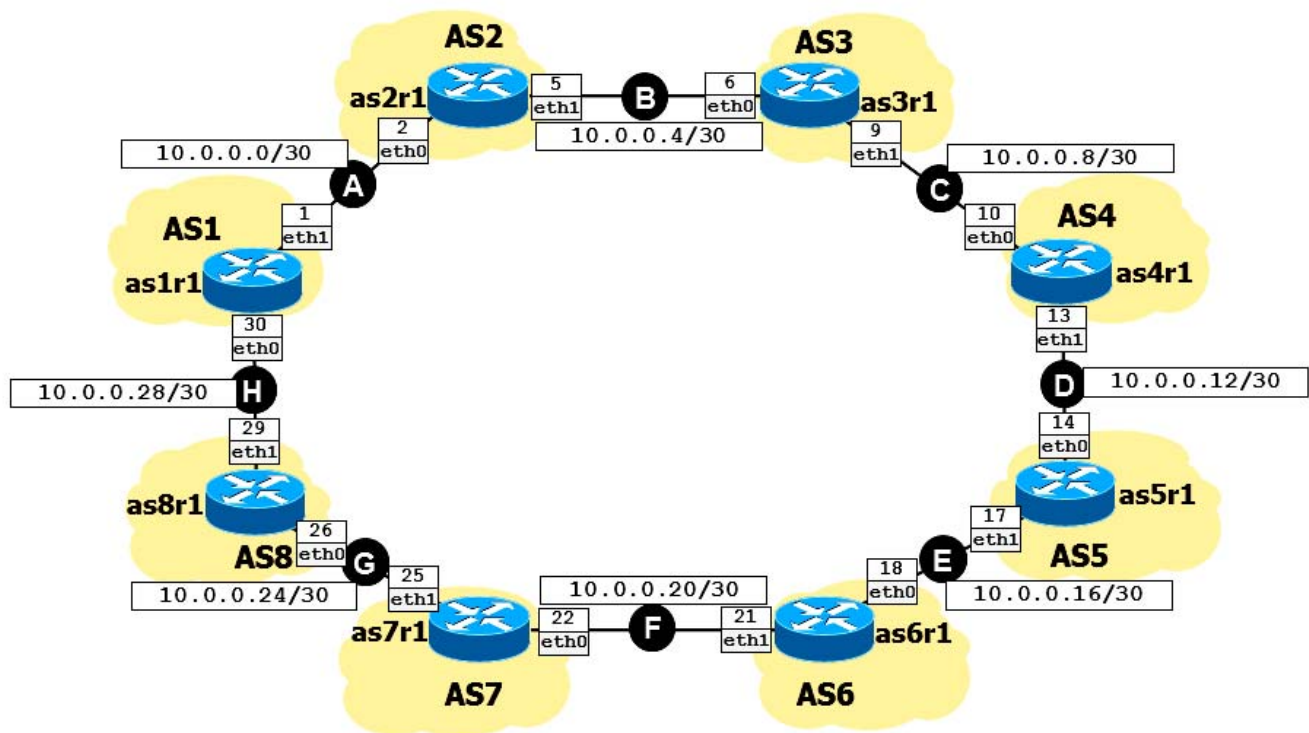 AS2
AS3
as2r1
5
eth1
B
6
eth0
as3r1
2
eth0
10.0.0.4/30
9
eth1
10.0.0.0/30
10.0.0.8/30
A
C
1
eth1
10
eth0
AS1
AS4
as1r1
as4r1
30
eth0
13
eth1
10.0.0.28/30
H
D
10.0.0.12/30
29
eth1
14
eth0
as8r1
as5r1
26
eth0
17
eth1
AS8
G
E
AS5
25
eth1
18
eth0
10.0.0.24/30
10.0.0.20/30
10.0.0.16/30
as7r1
22
eth0
F
21
eth1
as6r1
AS7
AS6